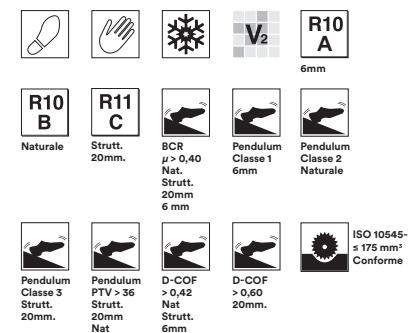 V2
R10
A
6mm
R10
B
Naturale
R11
C
Strutt.
20mm.
BCR
µ > 0,40
Nat.
Strutt.
20mm
6 mm
Pendulum
Classe 1
6mm
Pendulum
Classe 2
Naturale
Pendulum
Classe 3
Strutt.
20mm.
Pendulum
PTV > 36
Strutt.
20mm
Nat
D-COF
> 0,42
Nat
Strutt.
6mm
D-COF
> 0,60
20mm.
ISO 10545-
≤ 175 mm³
Conforme